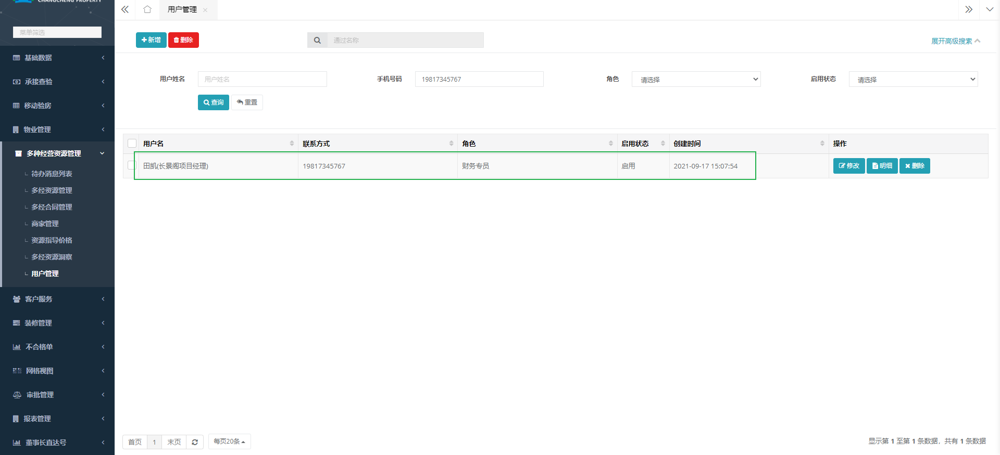 CHANGCHENG PROPERTY
菜单筛选
基础数据
承接查验
移动验房
物业管理
多种经营资源管理
待办消息列表
多经资源管理
多经合同管理
商家管理
资源指导价格
多经资源洞察
用户管理
客户服务
装修管理
不合格单
网格视图
审批管理
报表管理
董事长直达号
用户管理 ×
新增 删除 通过名称 展开高级搜索
用户姓名 用户姓名 手机号码 19817345767 角色 请选择 启用状态 请选择
查询 重置
用户名 联系方式 角色 启用状态 创建时间 操作
田凯(长景阁项目经理) 19817345767 财务专员 启用 2021-09-17 15:07:54 修改 明细 删除
首页 1 末页 每页20条 显示第 1 至第 1 条数据，共有 1 条数据